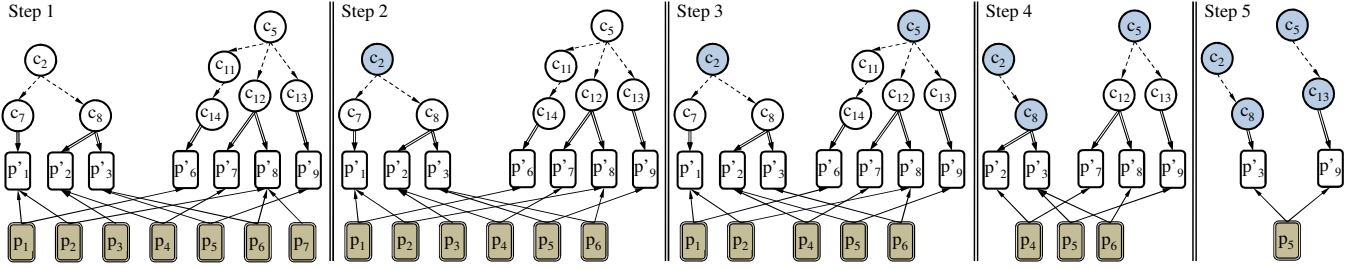 Step 1
c5
c2
c11
c12
c13
c7
c8
c14
p'1
p'2
p'3
p'6
p'7
p'8
p'9
p1
p2
p3
p4
p5
p6
p7
Step 2
c5
c2
c11
c12
c13
c7
c8
c14
p'1
p'2
p'3
p'6
p'7
p'8
p'9
p1
p2
p3
p4
p5
p6
Step 3
c5
c2
c11
c12
c13
c7
c8
c14
p'1
p'2
p'3
p'6
p'7
p'8
p'9
p1
p2
p4
p5
p6
Step 4
c5
c2
c12
c13
c8
p'2
p'3
p'7
p'8
p'9
p4
p5
p6
Step 5
c5
c2
c13
c8
p'3
p'9
p5